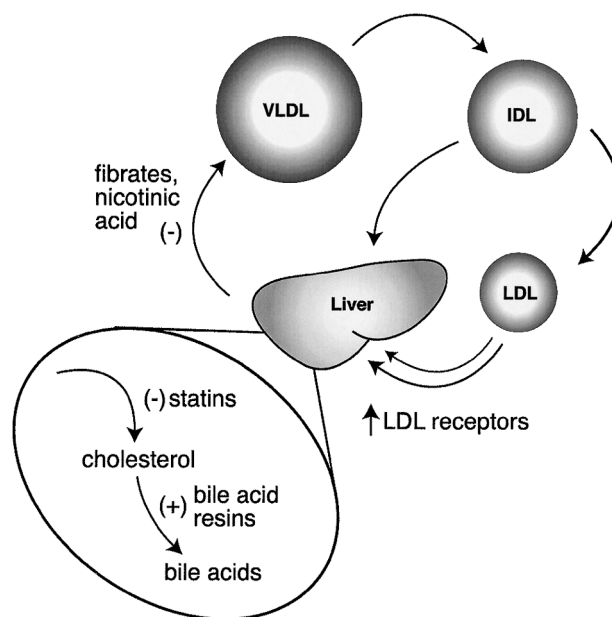 VLDL
IDL
fibrates,
nicotinic
acid
(-)
Liver
LDL
↑LDL receptors
(-) statins
cholesterol
(+) bile acid
resins
bile acids